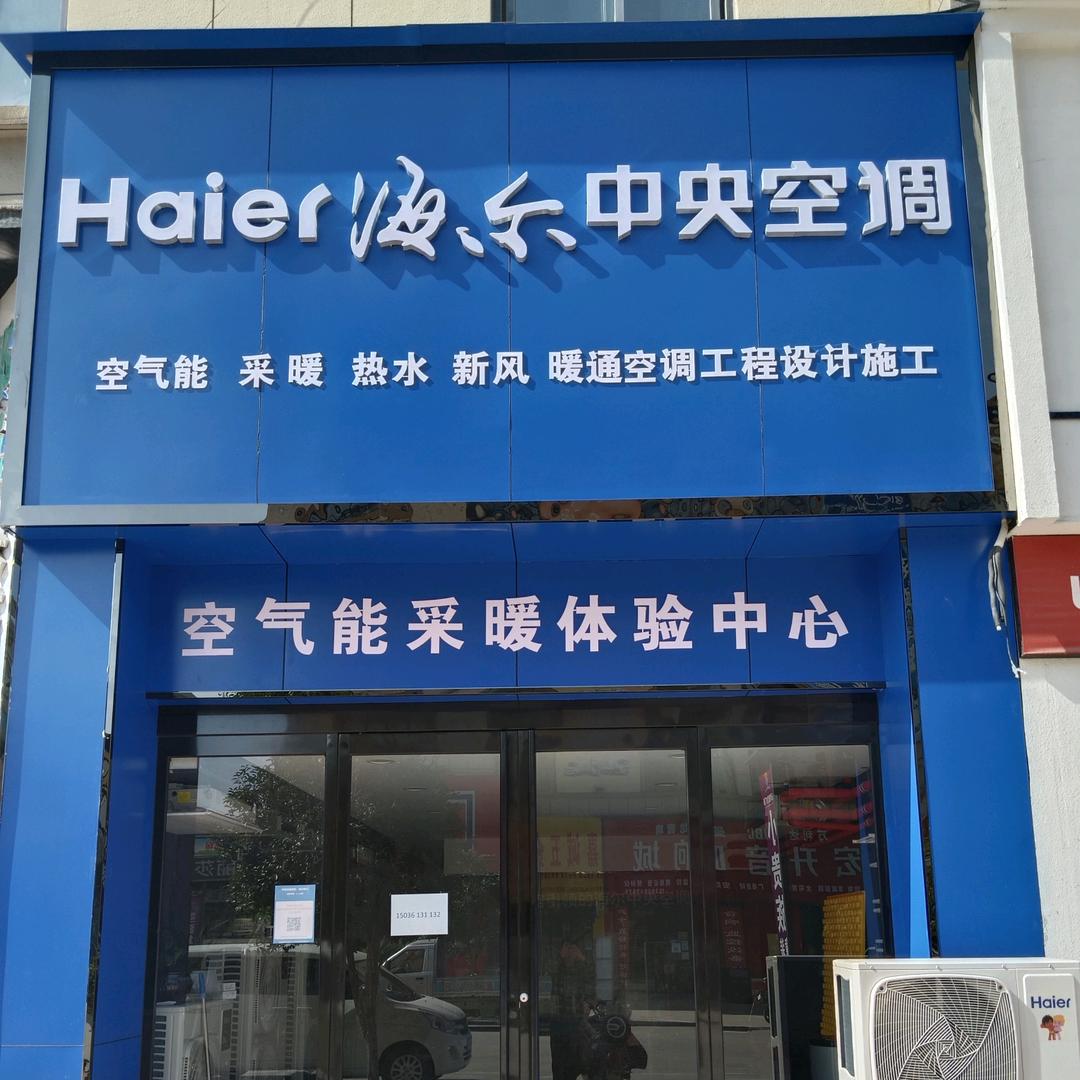 Haier 海尔 中央空调
空气能 采暖 热水 新风 暖通空调工程设计施工
空气能采暖体验中心
15036 131 132
Haier